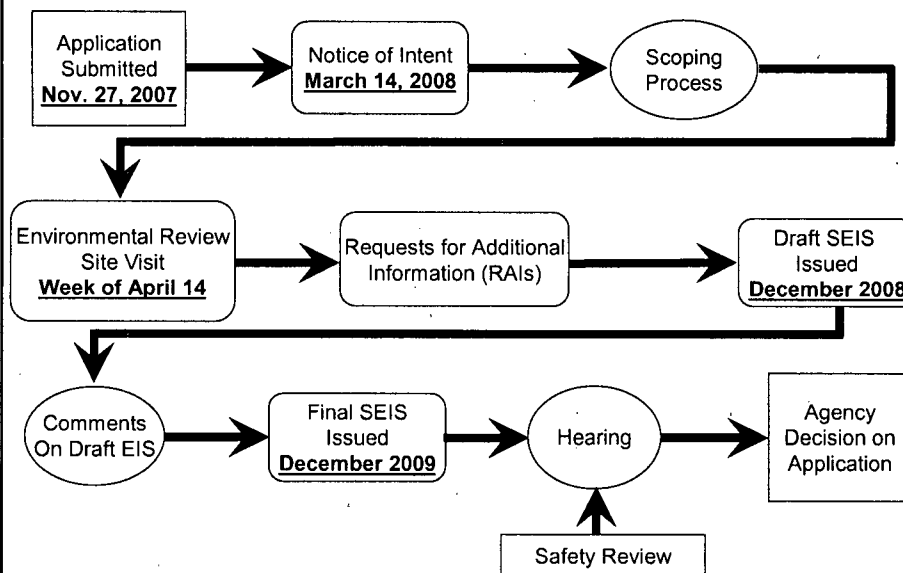 Application
Submitted
Nov. 27, 2007
Notice of Intent
March 14, 2008
Scoping
Process
Environmental Review
Site Visit
Week of April 14
Requests for Additional
Information (RAIs)
Draft SEIS
Issued
December 2008
Comments
On Draft EIS
Final SEIS
Issued
December 2009
Hearing
Agency
Decision on
Application
Safety Review